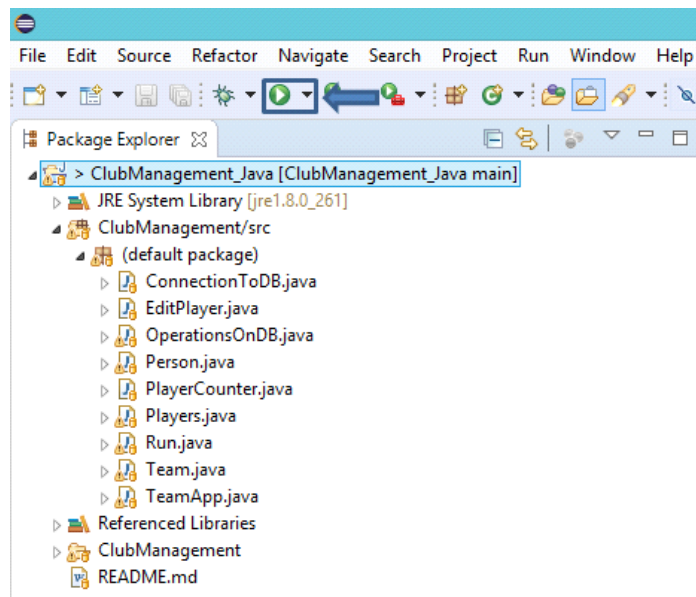 File Edit Source Refactor Navigate Search Project Run Window Help
Package Explorer
> ClubManagement_Java [ClubManagement_Java main]
JRE System Library [jre1.8.0_261]
ClubManagement/src
(default package)
ConnectionToDB.java
EditPlayer.java
OperationsOnDB.java
Person.java
PlayerCounter.java
Players.java
Run.java
Team.java
TeamApp.java
Referenced Libraries
ClubManagement
README.md